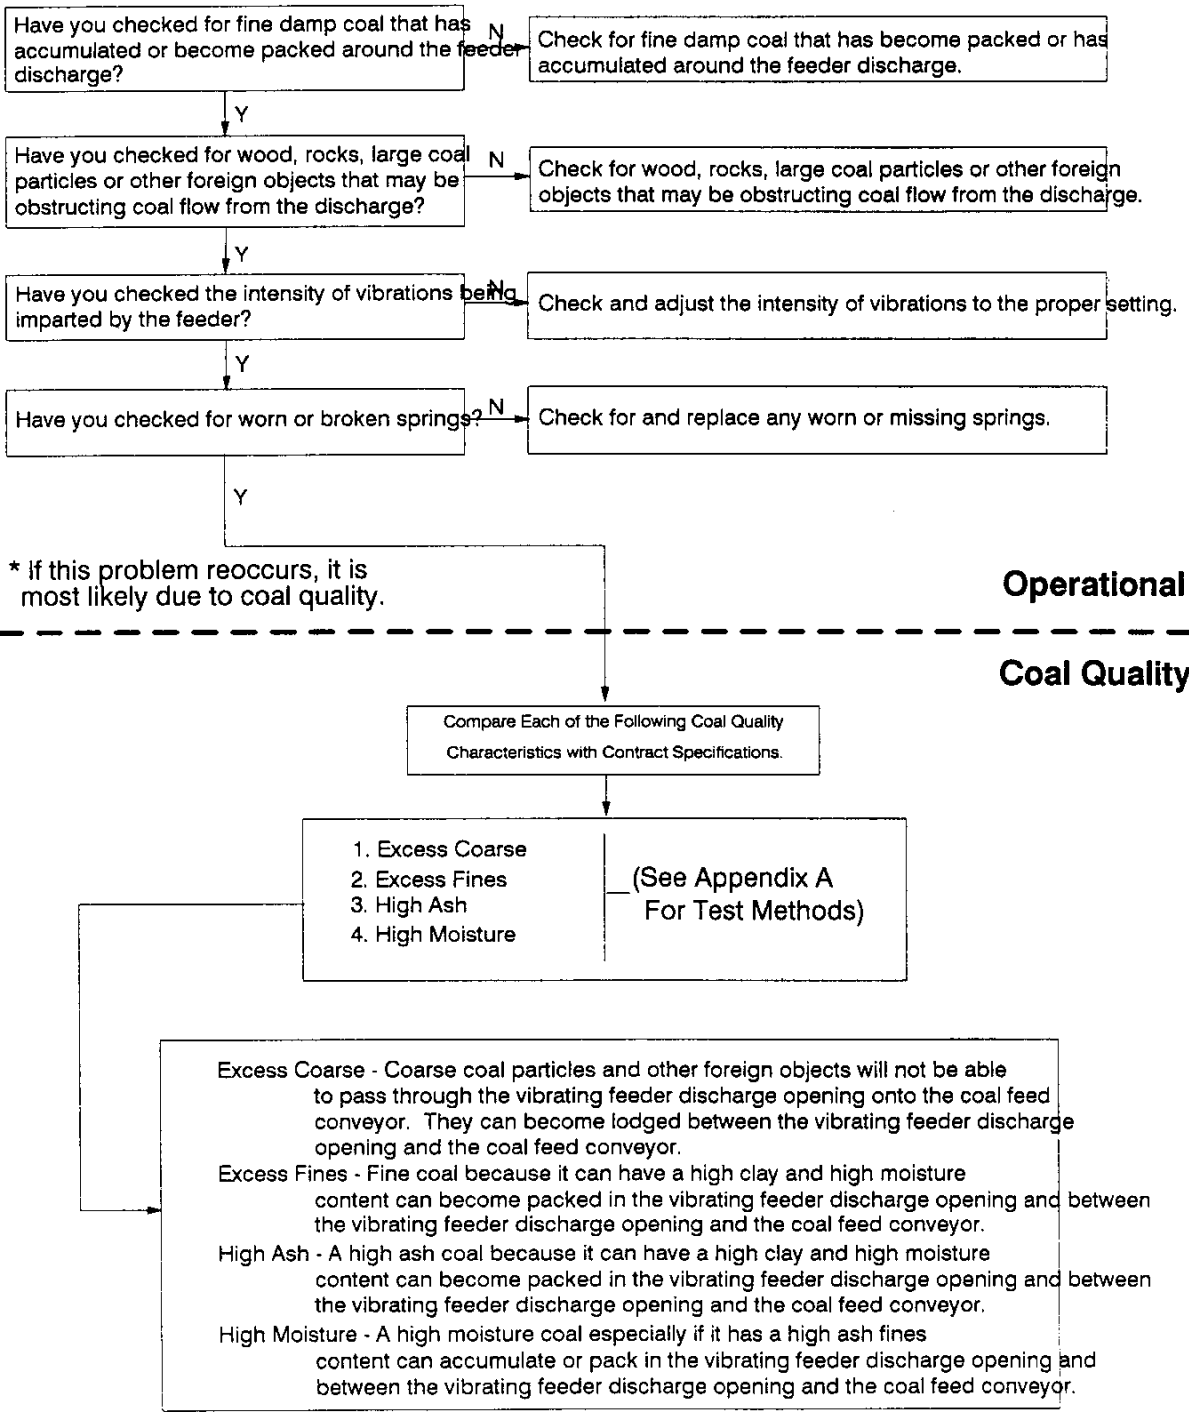 Have you checked for fine damp coal that has
accumulated or become packed around the feeder
discharge?
N
Check for fine damp coal that has become packed or has
accumulated around the feeder discharge.
Y
Have you checked for wood, rocks, large coal
particles or other foreign objects that may be
obstructing coal flow from the discharge?
N
Check for wood, rocks, large coal particles or other foreign
objects that may be obstructing coal flow from the discharge.
Y
Have you checked the intensity of vibrations being
imparted by the feeder?
N
Check and adjust the intensity of vibrations to the proper setting.
Y
Have you checked for worn or broken springs?
N
Check for and replace any worn or missing springs.
Y
* If this problem reoccurs, it is
most likely due to coal quality.
Operational
Coal Quality
Compare Each of the Following Coal Quality
Characteristics with Contract Specifications.
1. Excess Coarse
2. Excess Fines
3. High Ash
4. High Moisture
(See Appendix A
For Test Methods)
Excess Coarse - Coarse coal particles and other foreign objects will not be able
to pass through the vibrating feeder discharge opening onto the coal feed
conveyor. They can become lodged between the vibrating feeder discharge
opening and the coal feed conveyor.
Excess Fines - Fine coal because it can have a high clay and high moisture
content can become packed in the vibrating feeder discharge opening and between
the vibrating feeder discharge opening and the coal feed conveyor.
High Ash - A high ash coal because it can have a high clay and high moisture
content can become packed in the vibrating feeder discharge opening and between
the vibrating feeder discharge opening and the coal feed conveyor.
High Moisture - A high moisture coal especially if it has a high ash fines
content can accumulate or pack in the vibrating feeder discharge opening and
between the vibrating feeder discharge opening and the coal feed conveyor.